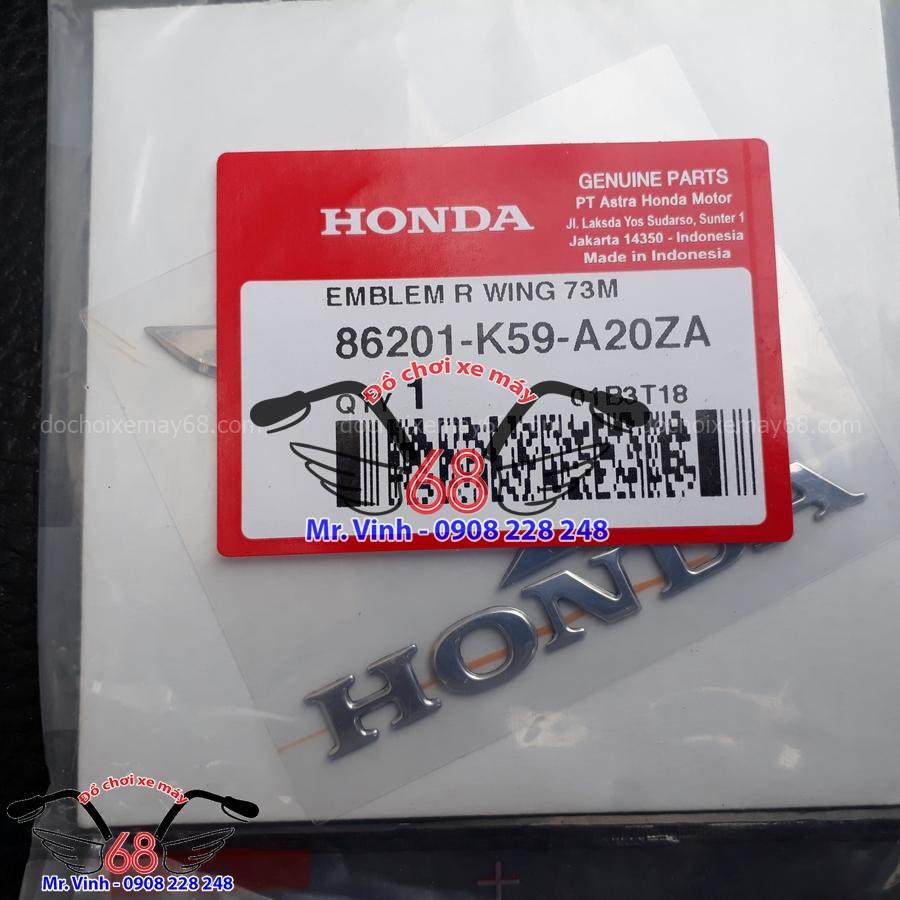 GENUINE PARTS
PT Astra Honda Motor
Jl. Laksda Yos Sudarso, Sunter 1
Jakarta 14350 - Indonesia
Made in Indonesia
HONDA
EMBLEM R WING 73M
86201-K59-A20ZA
QTY 1
01B3T18
Đồ chơi xe máy
dochoixemay68.com
dochoixemay68.com
68
Mr. Vinh - 0908 228 248
HONDA
Đồ chơi xe máy
68
Mr. Vinh - 0908 228 248